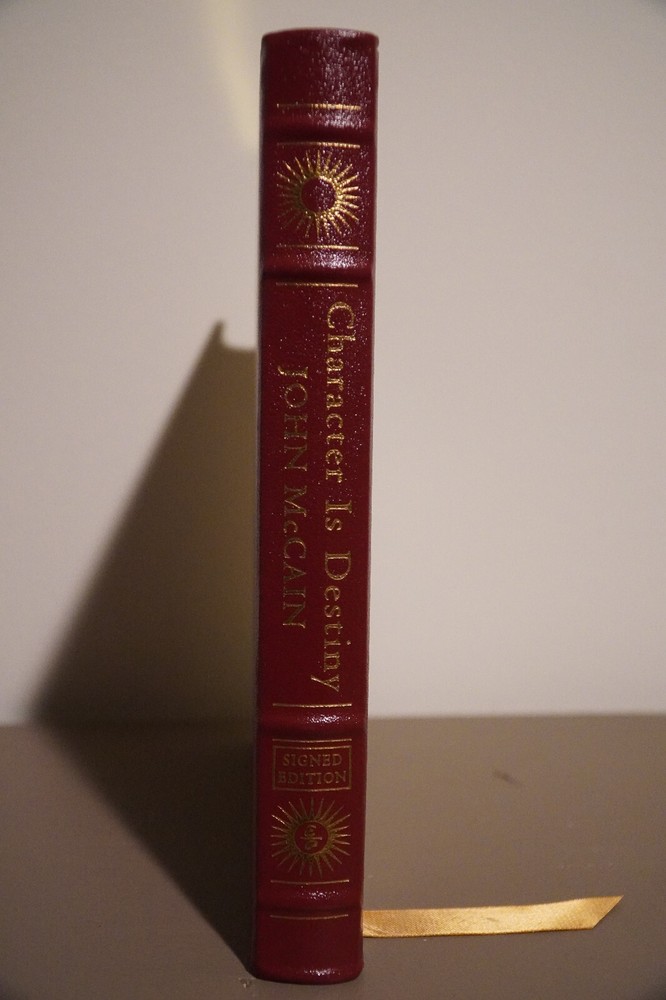 Character Is Destiny
JOHN McCAIN
SIGNED
EDITION